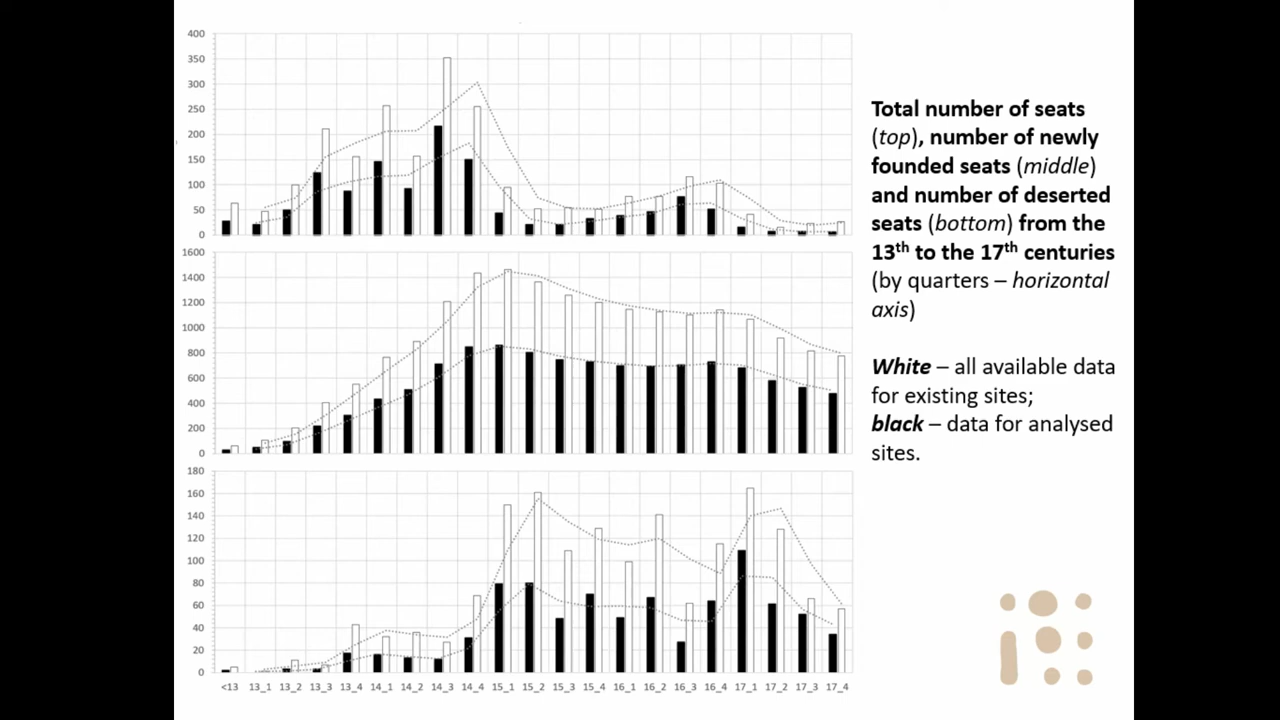 400
350
300
250
200
150
100
50
0
1600
1400
1200
1000
800
600
400
200
0
180
160
140
120
100
80
60
40
20
0
<13 13_1 13_2 13_3 13_4 14_1 14_2 14_3 14_4 15_1 15_2 15_3 15_4 16_1 16_2 16_3 16_4 17_1 17_2 17_3 17_4
Total number of seats
(top), number of newly
founded seats (middle)
and number of deserted
seats (bottom) from the
13th to the 17th centuries
(by quarters – horizontal
axis)
White – all available data
for existing sites;
black – data for analysed
sites.